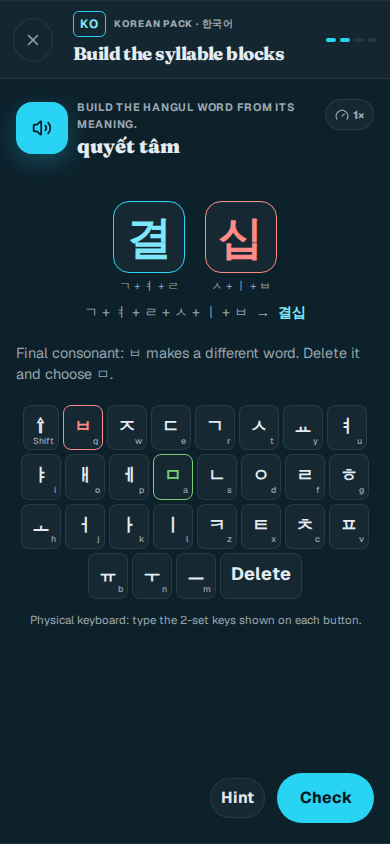 KO KOREAN PACK · 한국어
Build the syllable blocks
BUILD THE HANGUL WORD FROM ITS MEANING.
quyết tâm
1×
결 십
ㄱ + ㅕ + ㄹ ㅅ + ㅣ + ㅂ
ㄱ + ㅕ + ㄹ + ㅅ + ㅣ + ㅂ → 결십
Final consonant: ㅂ makes a different word. Delete it
and choose ㅁ.
⇧ Shift ㅂ q ㅈ w ㄷ e ㄱ r ㅅ t ㅛ y ㅕ u
ㅑ i ㅐ o ㅔ p ㅁ a ㄴ s ㅇ d ㄹ f ㅎ g
ㅗ h ㅓ j ㅏ k ㅣ l ㅋ z ㅌ x ㅊ c ㅍ v
ㅠ b ㅜ n ㅡ m Delete
Physical keyboard: type the 2-set keys shown on each button.
Hint Check